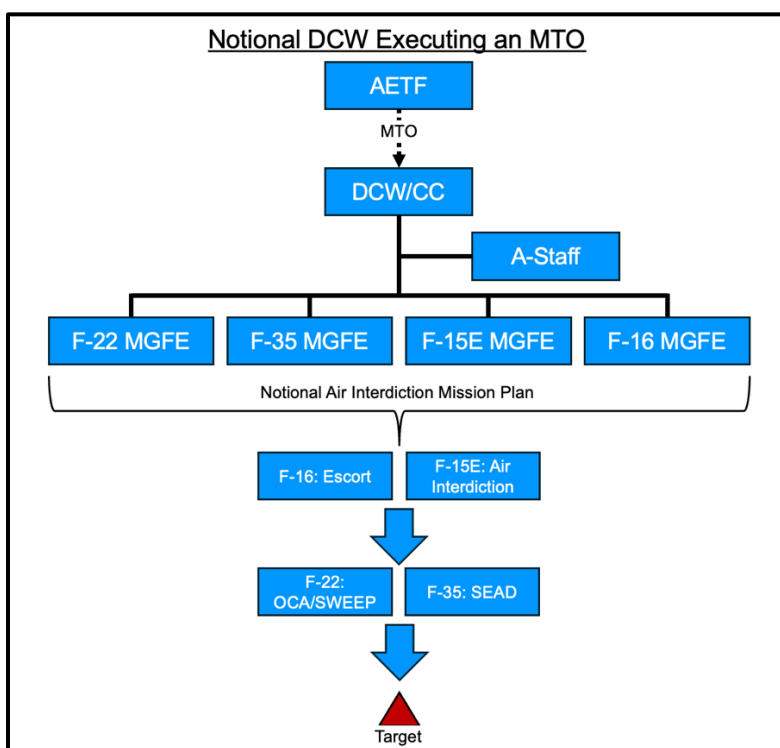 Notional DCW Executing an MTO
AETF
MTO
DCW/CC
A-Staff
F-22 MGFE
F-35 MGFE
F-15E MGFE
F-16 MGFE
Notional Air Interdiction Mission Plan
F-16: Escort
F-15E: Air
Interdiction
F-22:
OCA/SWEEP
F-35: SEAD
Target